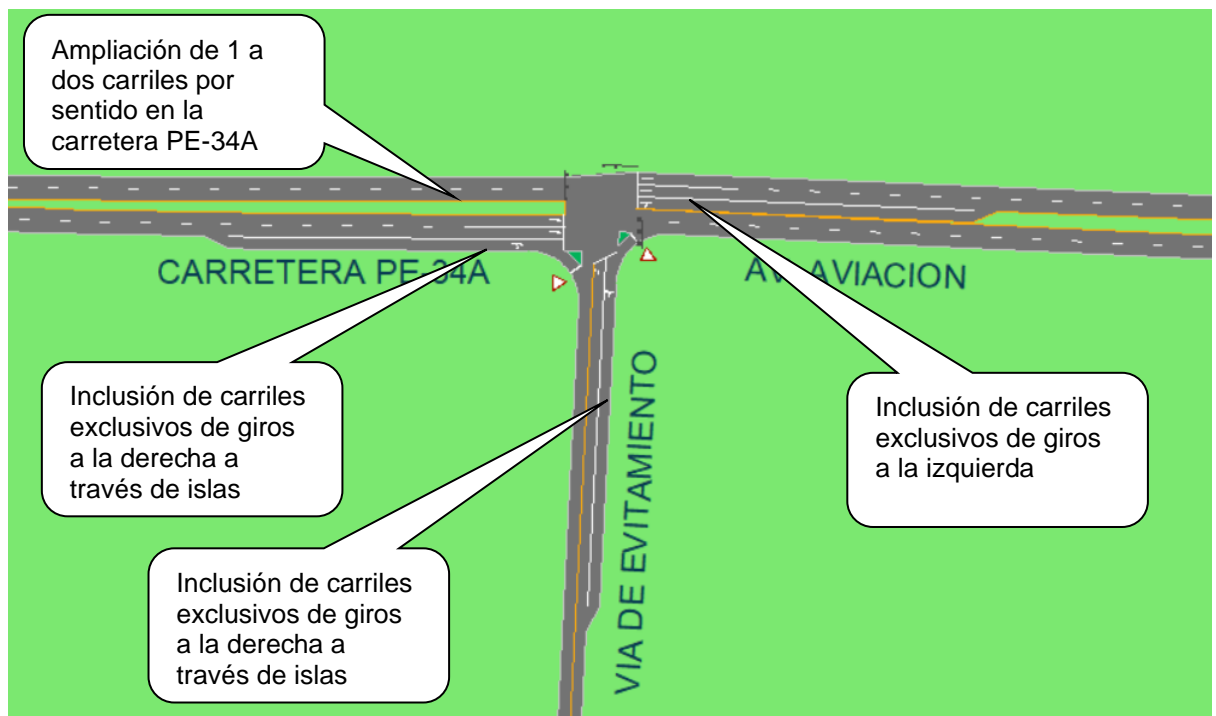 Ampliación de 1 a
dos carriles por
sentido en la
carretera PE-34A
CARRETERA PE-34A
AV. AVIACION
Inclusión de carriles
exclusivos de giros
a la derecha a
través de islas
Inclusión de carriles
exclusivos de giros
a la izquierda
VIA DE EVITAMIENTO
Inclusión de carriles
exclusivos de giros
a la derecha a
través de islas